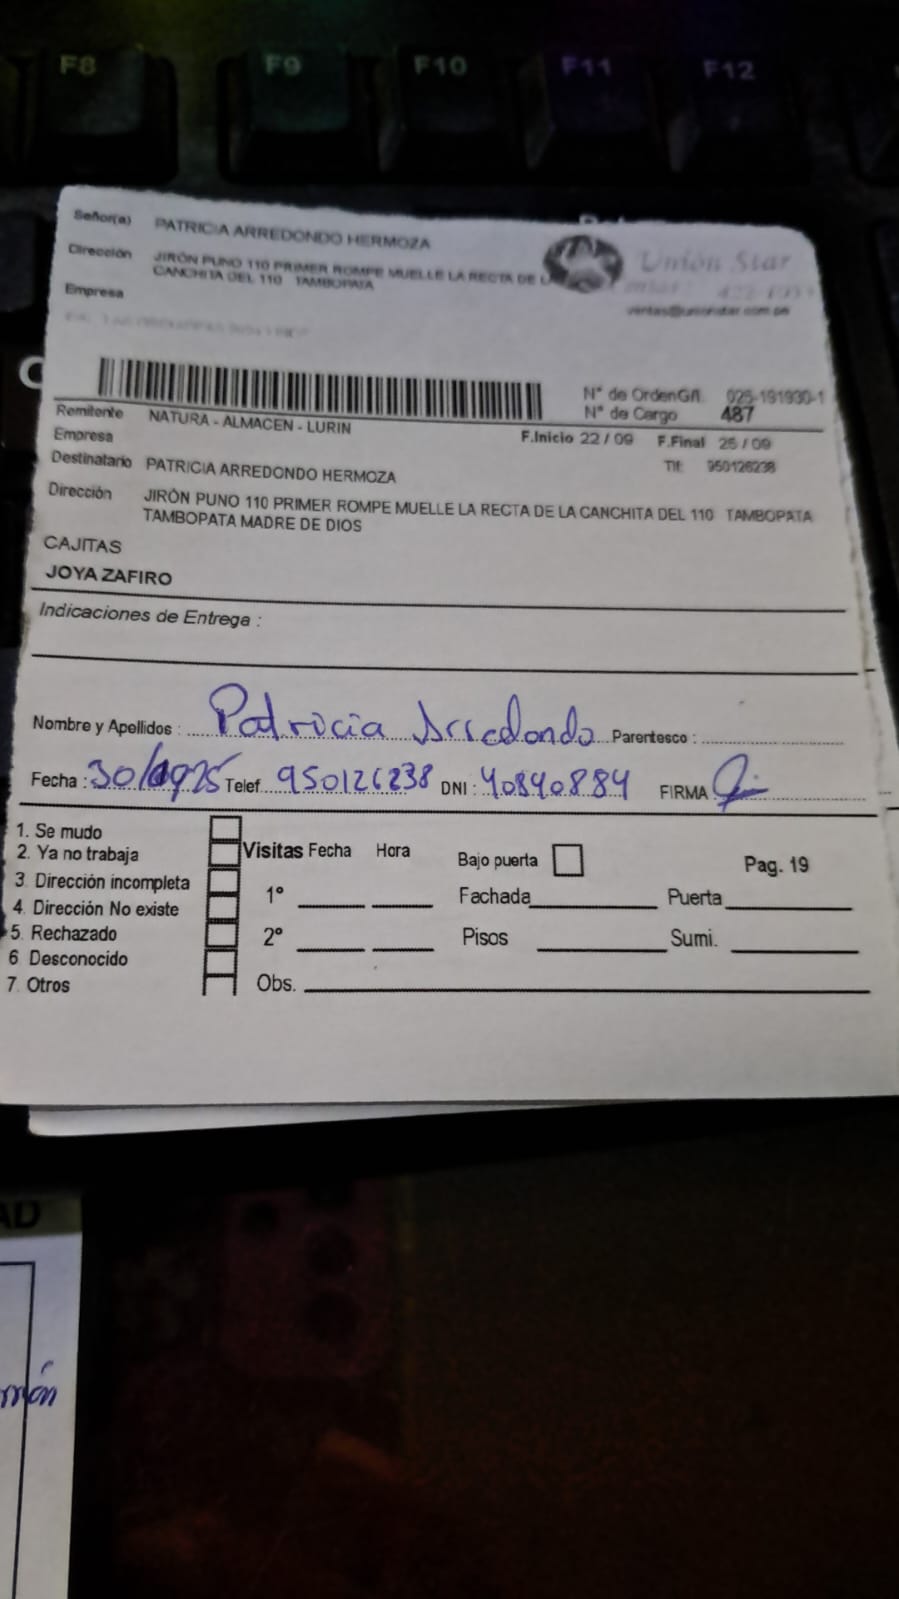 F8 F9 F10 F11 F12
Señor(a) PATRICIA ARREDONDO HERMOZA
Dirección JIRÓN PUNO 110 PRIMER ROMPE MUELLE LA RECTA DE L
CANCHITA DEL 110 TAMBOPATA
Unión Star
Empresa
ventas@unionstar.com.pe
N° de Orden G/I. 025-191930-1
N° de Cargo 487
Remitente NATURA - ALMACEN - LURIN
Empresa F.Inicio 22 / 09 F.Final 25 / 09
Destinatario PATRICIA ARREDONDO HERMOZA Tlf: 950126238
Dirección JIRÓN PUNO 110 PRIMER ROMPE MUELLE LA RECTA DE LA CANCHITA DEL 110 TAMBOPATA
TAMBOPATA MADRE DE DIOS
CAJITAS
JOYA ZAFIRO
Indicaciones de Entrega :
Nombre y Apellidos : Patricia Arredondo Parentesco :
Fecha : Telef 950126238 DNI : 40840884 FIRMA
1. Se mudo
2. Ya no trabaja Visitas Fecha Hora Bajo puerta Pag. 19
3. Dirección incompleta 1° Fachada Puerta
4. Dirección No existe
5. Rechazado 2° Pisos Sumi.
6 Desconocido
7. Otros Obs.
AD